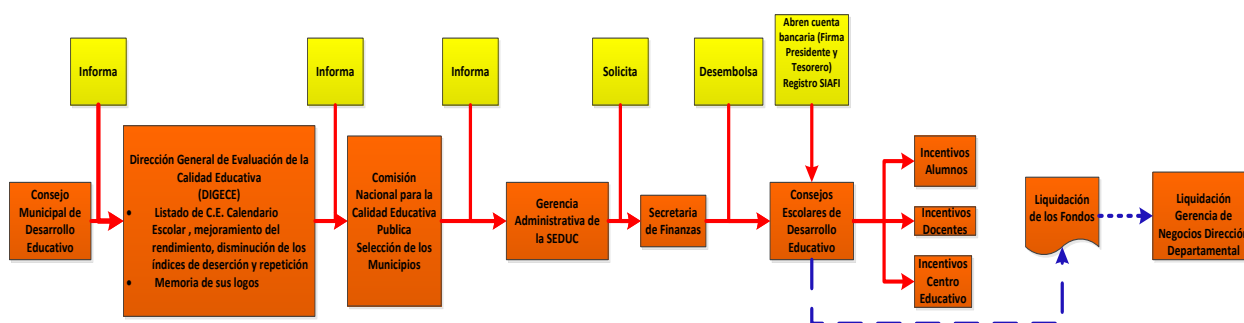 Informa
Informa
Informa
Solicita
Desembolsa
Abren cuenta
bancaria (Firma
Presidente y
Tesorero)
Registro SIAFI
Consejo
Municipal de
Desarrollo
Educativo
Dirección General de Evaluación de la
Calidad Educativa
(DIGECE)
• Listado de C.E. Calendario
Escolar , mejoramiento del
rendimiento, disminución de los
índices de deserción y repetición
• Memoria de sus logos
Comisión
Nacional para la
Calidad Educativa
Publica
Selección de los
Municipios
Gerencia
Administrativa de
la SEDUC
Secretaria
de Finanzas
Consejos
Escolares de
Desarrollo
Educativo
Incentivos
Alumnos
Incentivos
Docentes
Incentivos
Centro
Educativo
Liquidación
de los Fondos
Liquidación
Gerencia de
Negocios Dirección
Departamental